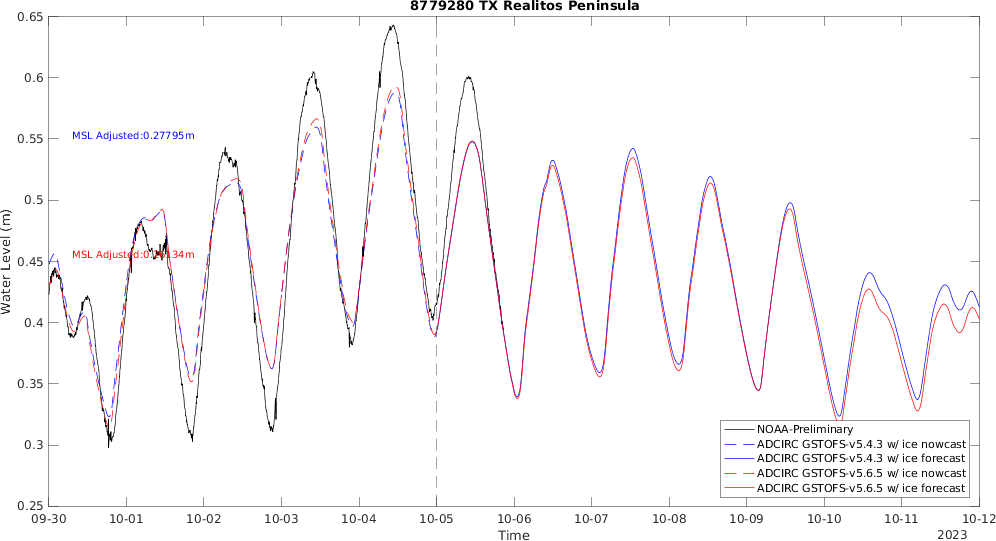 8779280 TX Realitos Peninsula
0.65
0.6
0.55
0.5
0.45
0.4
0.35
0.3
0.25
Water Level (m)
MSL Adjusted:0.27795m
MSL
NOAA-Preliminary
ADCIRC GSTOFS-v5.4.3 w/ ice nowcast
ADCIRC GSTOFS-v5.4.3 w/ ice forecast
ADCIRC GSTOFS-v5.6.5 w/ ice nowcast
ADCIRC GSTOFS-v5.6.5 w/ ice forecast
09-30 10-01 10-02 10-03 10-04 10-05 10-06 10-07 10-08 10-09 10-10 10-11 10-12
Time
2023